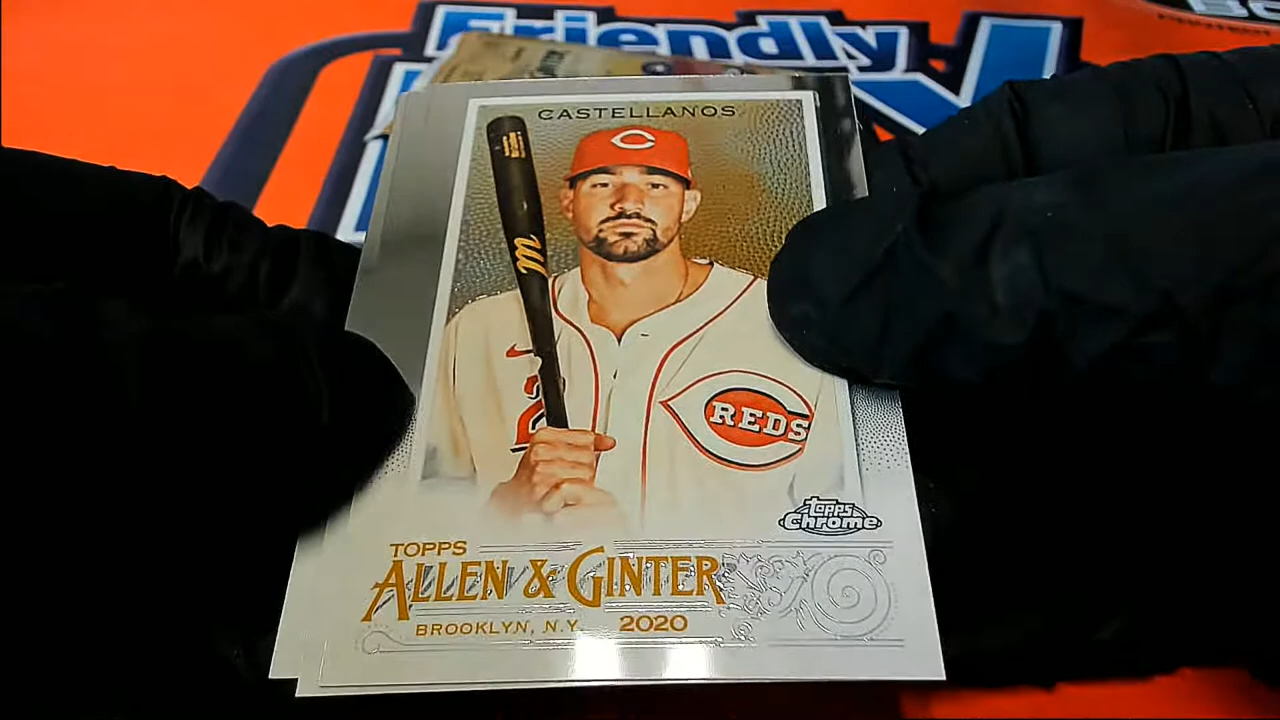 Friendly
CASTELLANOS
REDS
topps
Chrome
TOPPS
ALLEN & GINTER
BROOKLYN, N.Y.
2020